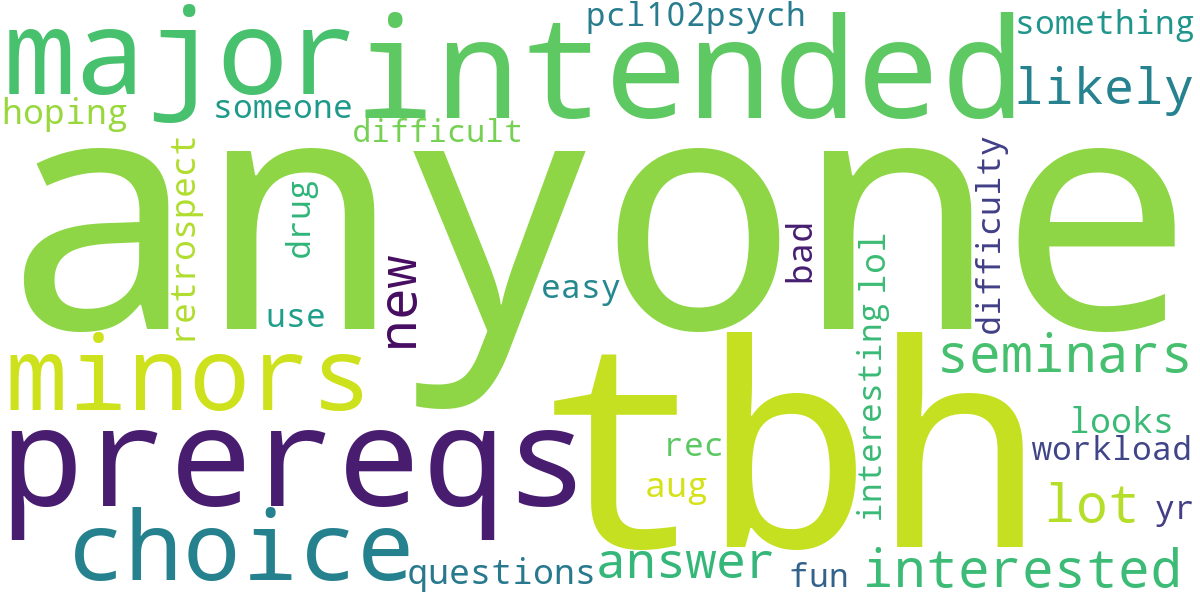 major
intended
pcl102psych
something
likely
hoping
someone
difficult
anyone
retrospect
drug
new
use
easy
bad
interesting
lol
difficulty
minors
tbh
seminars
prereqs
rec
aug
looks
workload
lot
yr
choice
questions
answer
fun
interested